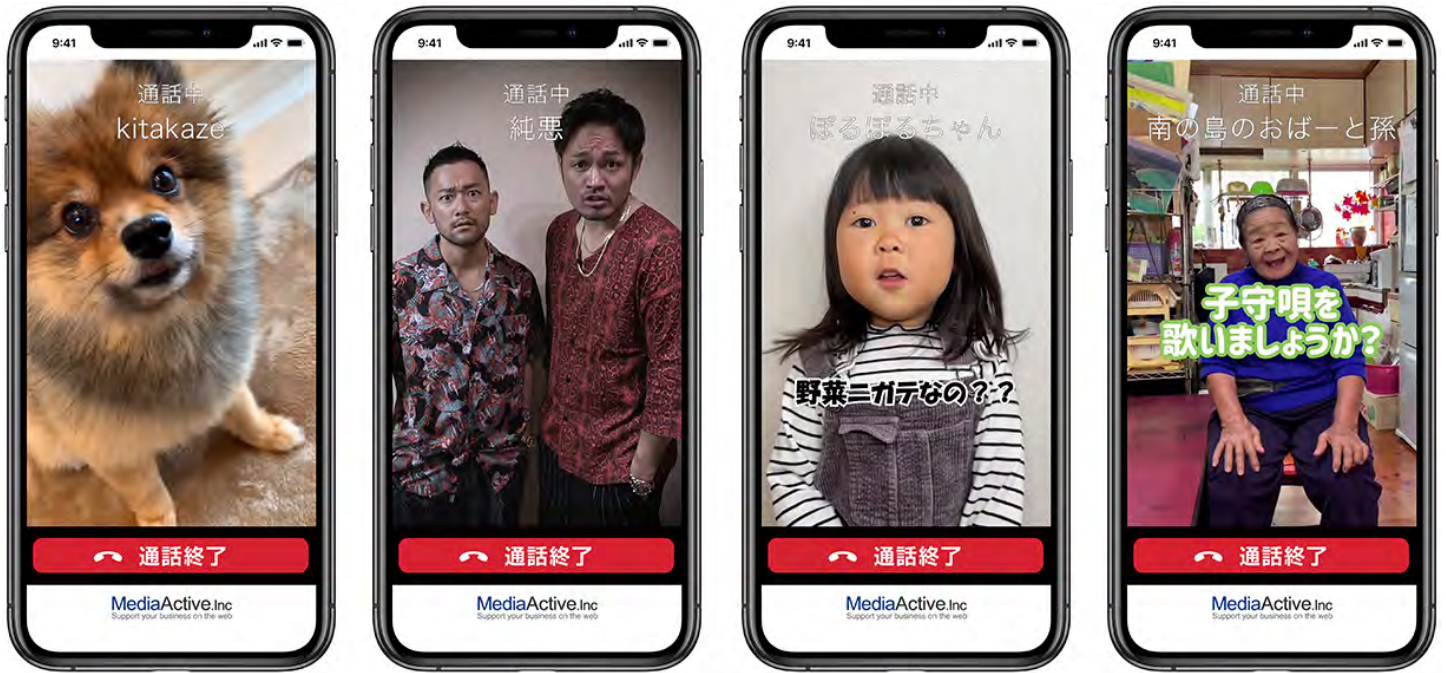 9:41
通話中
kitakaze
通話終了
MediaActive.Inc
Support your business on the web
9:41
通話中
純悪
通話終了
MediaActive.Inc
Support your business on the web
9:41
通話中
ぽるぽるちゃん
野菜ニガテなの??
通話終了
MediaActive.Inc
Support your business on the web
9:41
通話中
南の島のおばーと孫
子守唄を
歌いましょうか?
通話終了
MediaActive.Inc
Support your business on the web